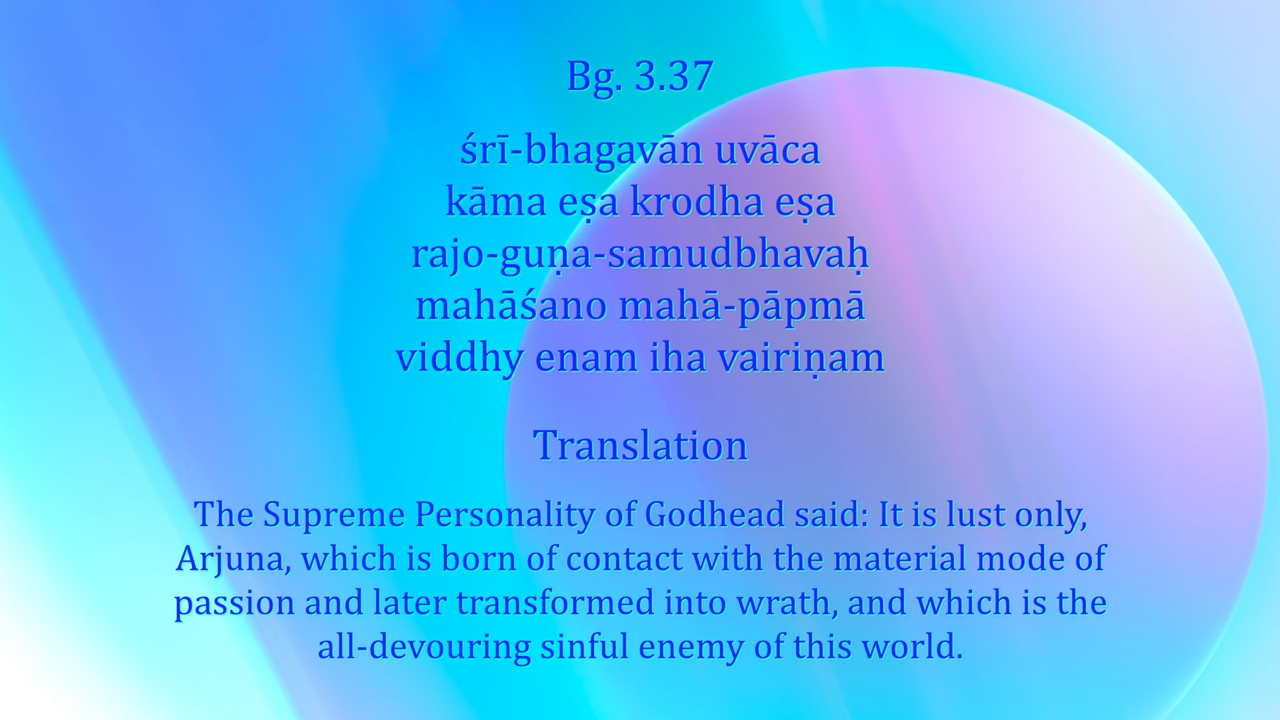 Bg. 3.37
śrī-bhagavān uvāca
kāma eṣa krodha eṣa
rajo-guṇa-samudbhavaḥ
mahāśano mahā-pāpmā
viddhy enam iha vairiṇam
Translation
The Supreme Personality of Godhead said: It is lust only,
Arjuna, which is born of contact with the material mode of
passion and later transformed into wrath, and which is the
all-devouring sinful enemy of this world.